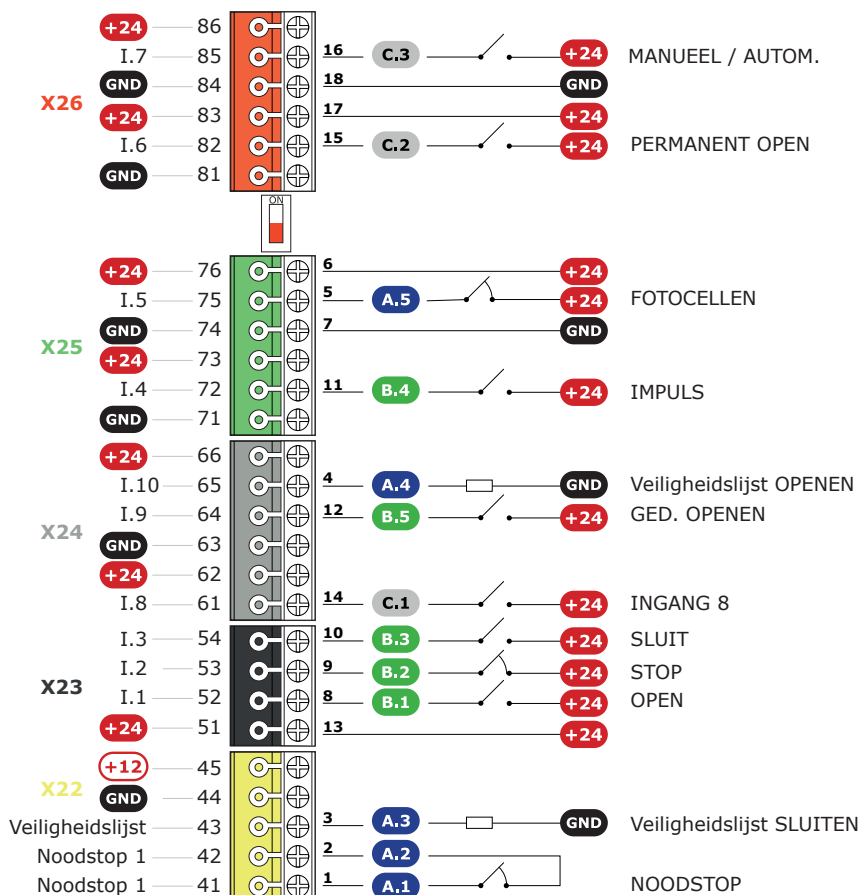 +24 86
I.7 85 16 C.3 +24 MANUEEL / AUTOM.
GND 84 18 GND
X26
+24 83 17 +24
I.6 82 15 C.2 +24 PERMANENT OPEN
GND 81
ON
+24 76 6 +24
I.5 75 5 A.5 +24 FOTOCELLEN
GND 74 7 GND
X25
+24 73
I.4 72 11 B.4 +24 IMPULS
GND 71
+24 66
I.10 65 4 A.4 GND Veiligheidslijst OPENEN
I.9 64 12 B.5 +24 GED. OPENEN
X24
GND 63
+24 62
I.8 61 14 C.1 +24 INGANG 8
I.3 54 10 B.3 +24 SLUIT
I.2 53 9 B.2 +24 STOP
X23
I.1 52 8 B.1 +24 OPEN
+24 51 13 +24
+12 45
X22
GND 44
Veiligheidslijst 43 3 A.3 GND Veiligheidslijst SLUITEN
Noodstop 1 42 2 A.2
Noodstop 1 41 1 A.1 NOODSTOP